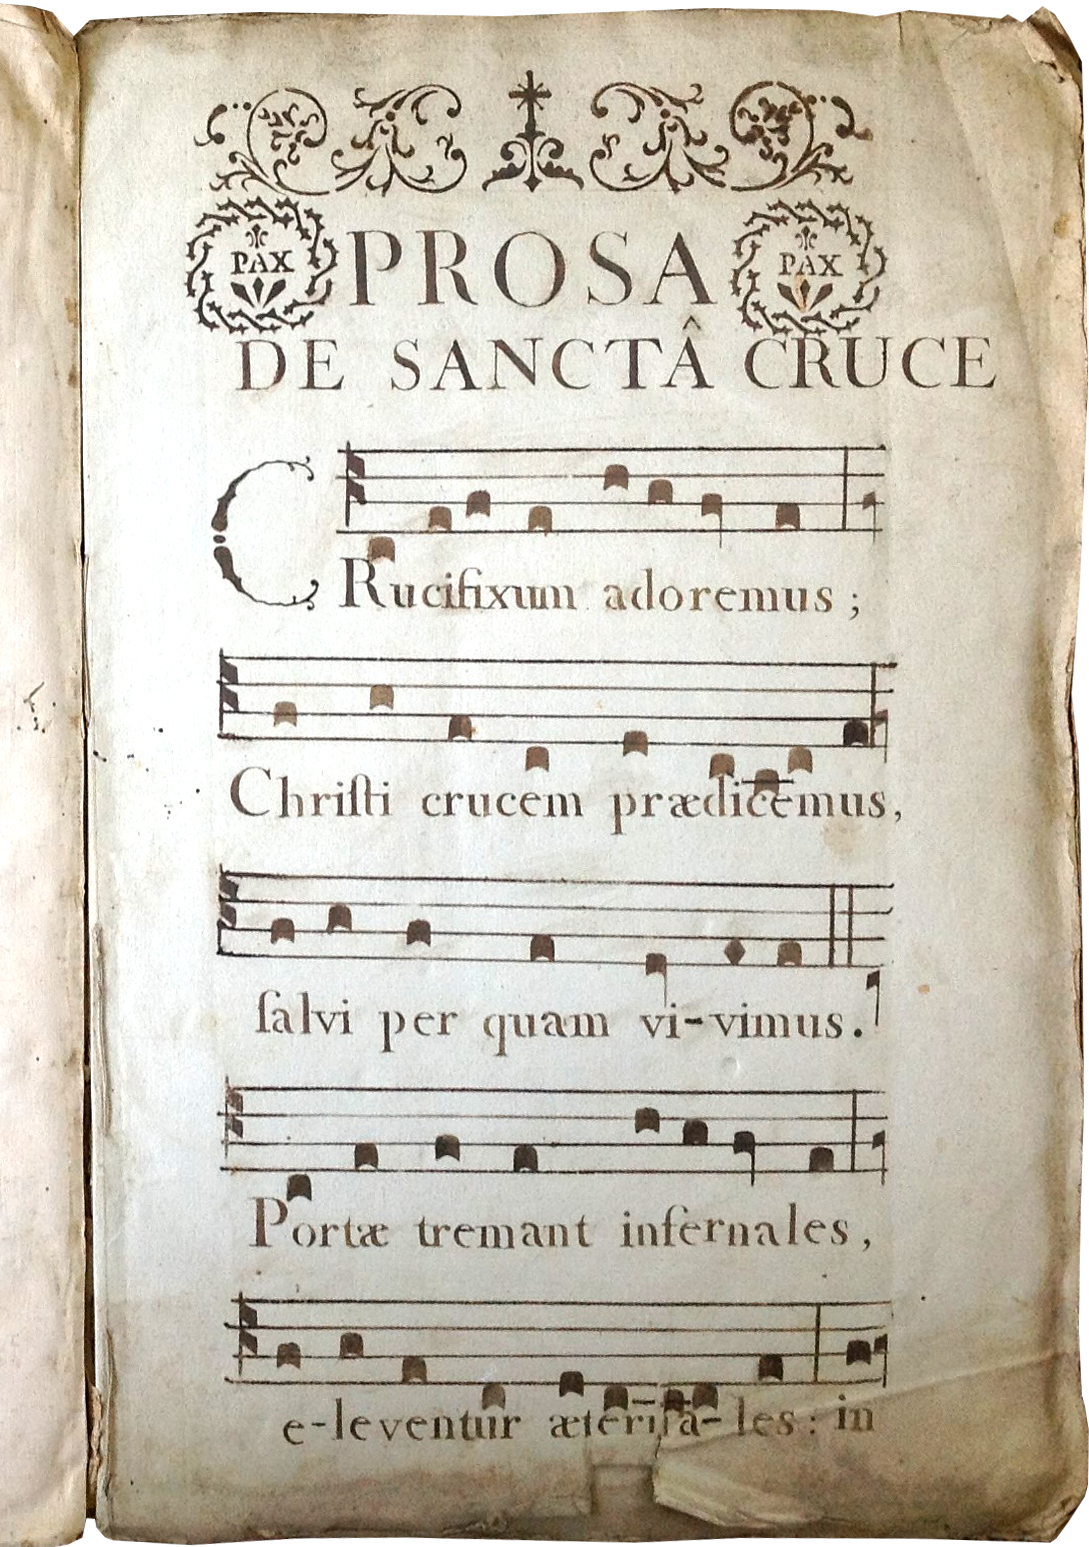 PAX PROSA PAX
DE SANCTÂ CRUCE
CRucifixum adoremus ;
Chriſti crucem prædicemus,
ſalvi per quam vi-vimus.
Portæ tremant infernales,
e-leventur æterna-les: in